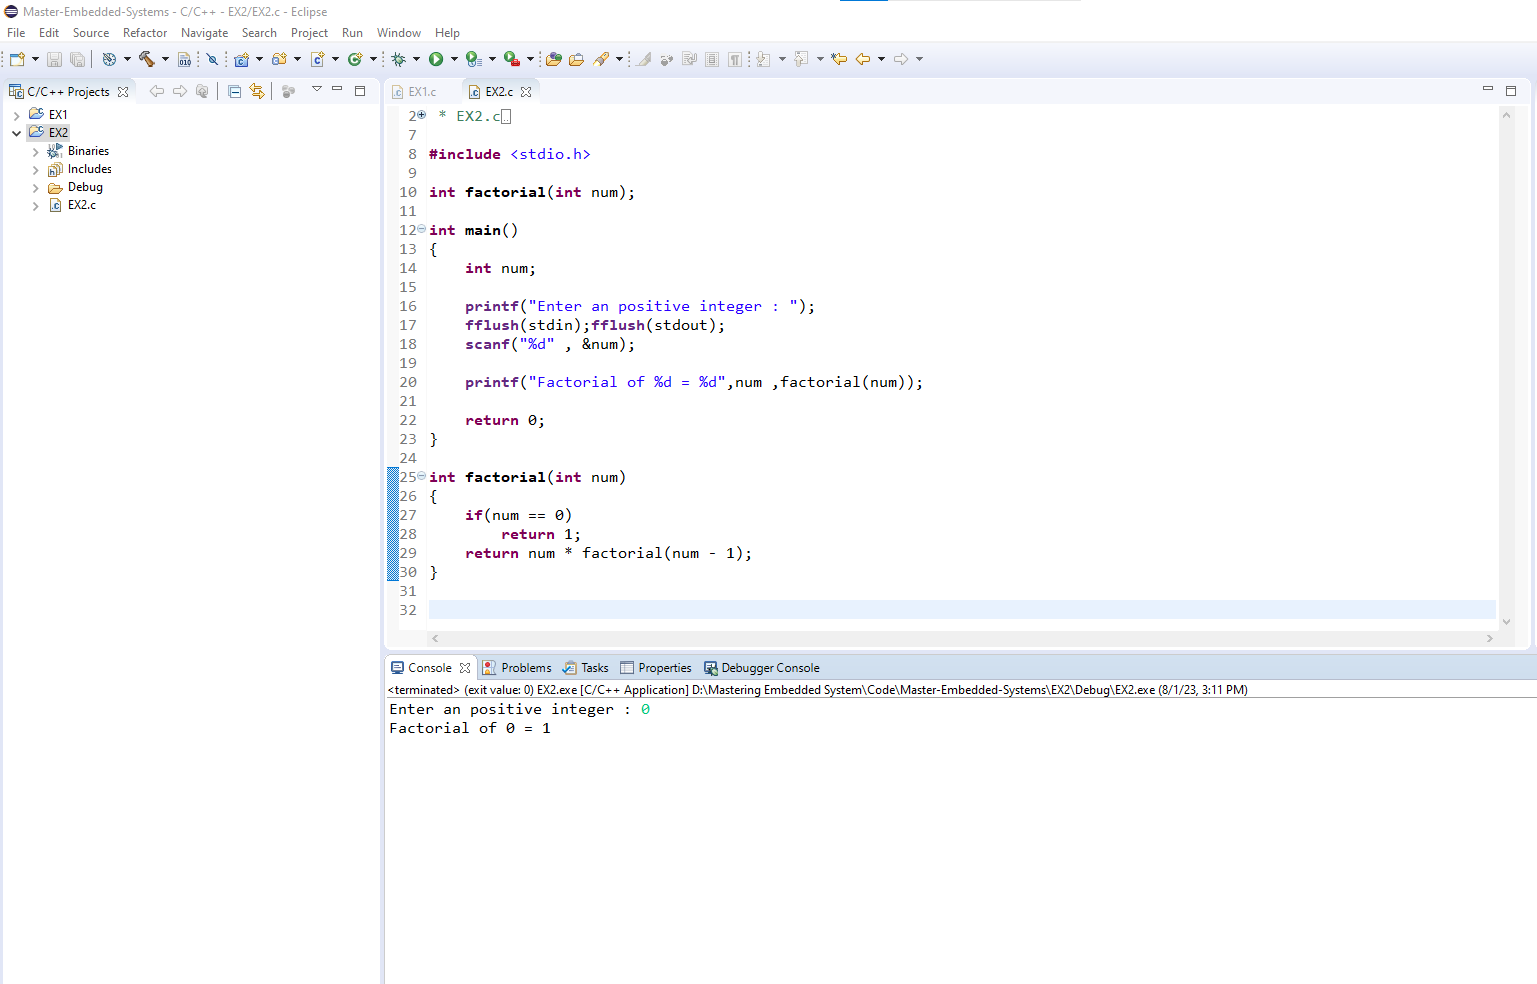 Master-Embedded-Systems - C/C++ - EX2/EX2.c - Eclipse
File Edit Source Refactor Navigate Search Project Run Window Help
C/C++ Projects
EX1
EX2
Binaries
Includes
Debug
EX2.c
EX1.c EX2.c
2 * EX2.c
7
8 #include <stdio.h>
9
10 int factorial(int num);
11
12 int main()
13 {
14 int num;
15
16 printf("Enter an positive integer : ");
17 fflush(stdin);fflush(stdout);
18 scanf("%d" , &num);
19
20 printf("Factorial of %d = %d",num ,factorial(num));
21
22 return 0;
23 }
24
25 int factorial(int num)
26 {
27 if(num == 0)
28 return 1;
29 return num * factorial(num - 1);
30 }
31
32
Console Problems Tasks Properties Debugger Console
<terminated> (exit value: 0) EX2.exe [C/C++ Application] D:\Mastering Embedded System\Code\Master-Embedded-Systems\EX2\Debug\EX2.exe (8/1/23, 3:11 PM)
Enter an positive integer : 0
Factorial of 0 = 1